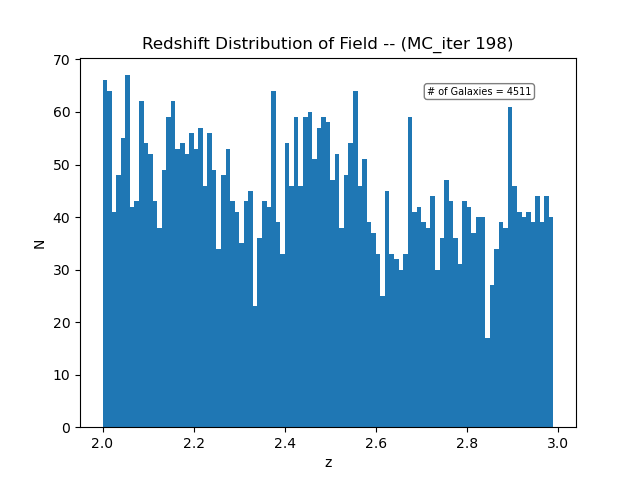 Redshift Distribution of Field -- (MC_iter 198)
# of Galaxies = 4511
70
60
50
40
30
20
10
0
N
2.0 2.2 2.4 2.6 2.8 3.0
z